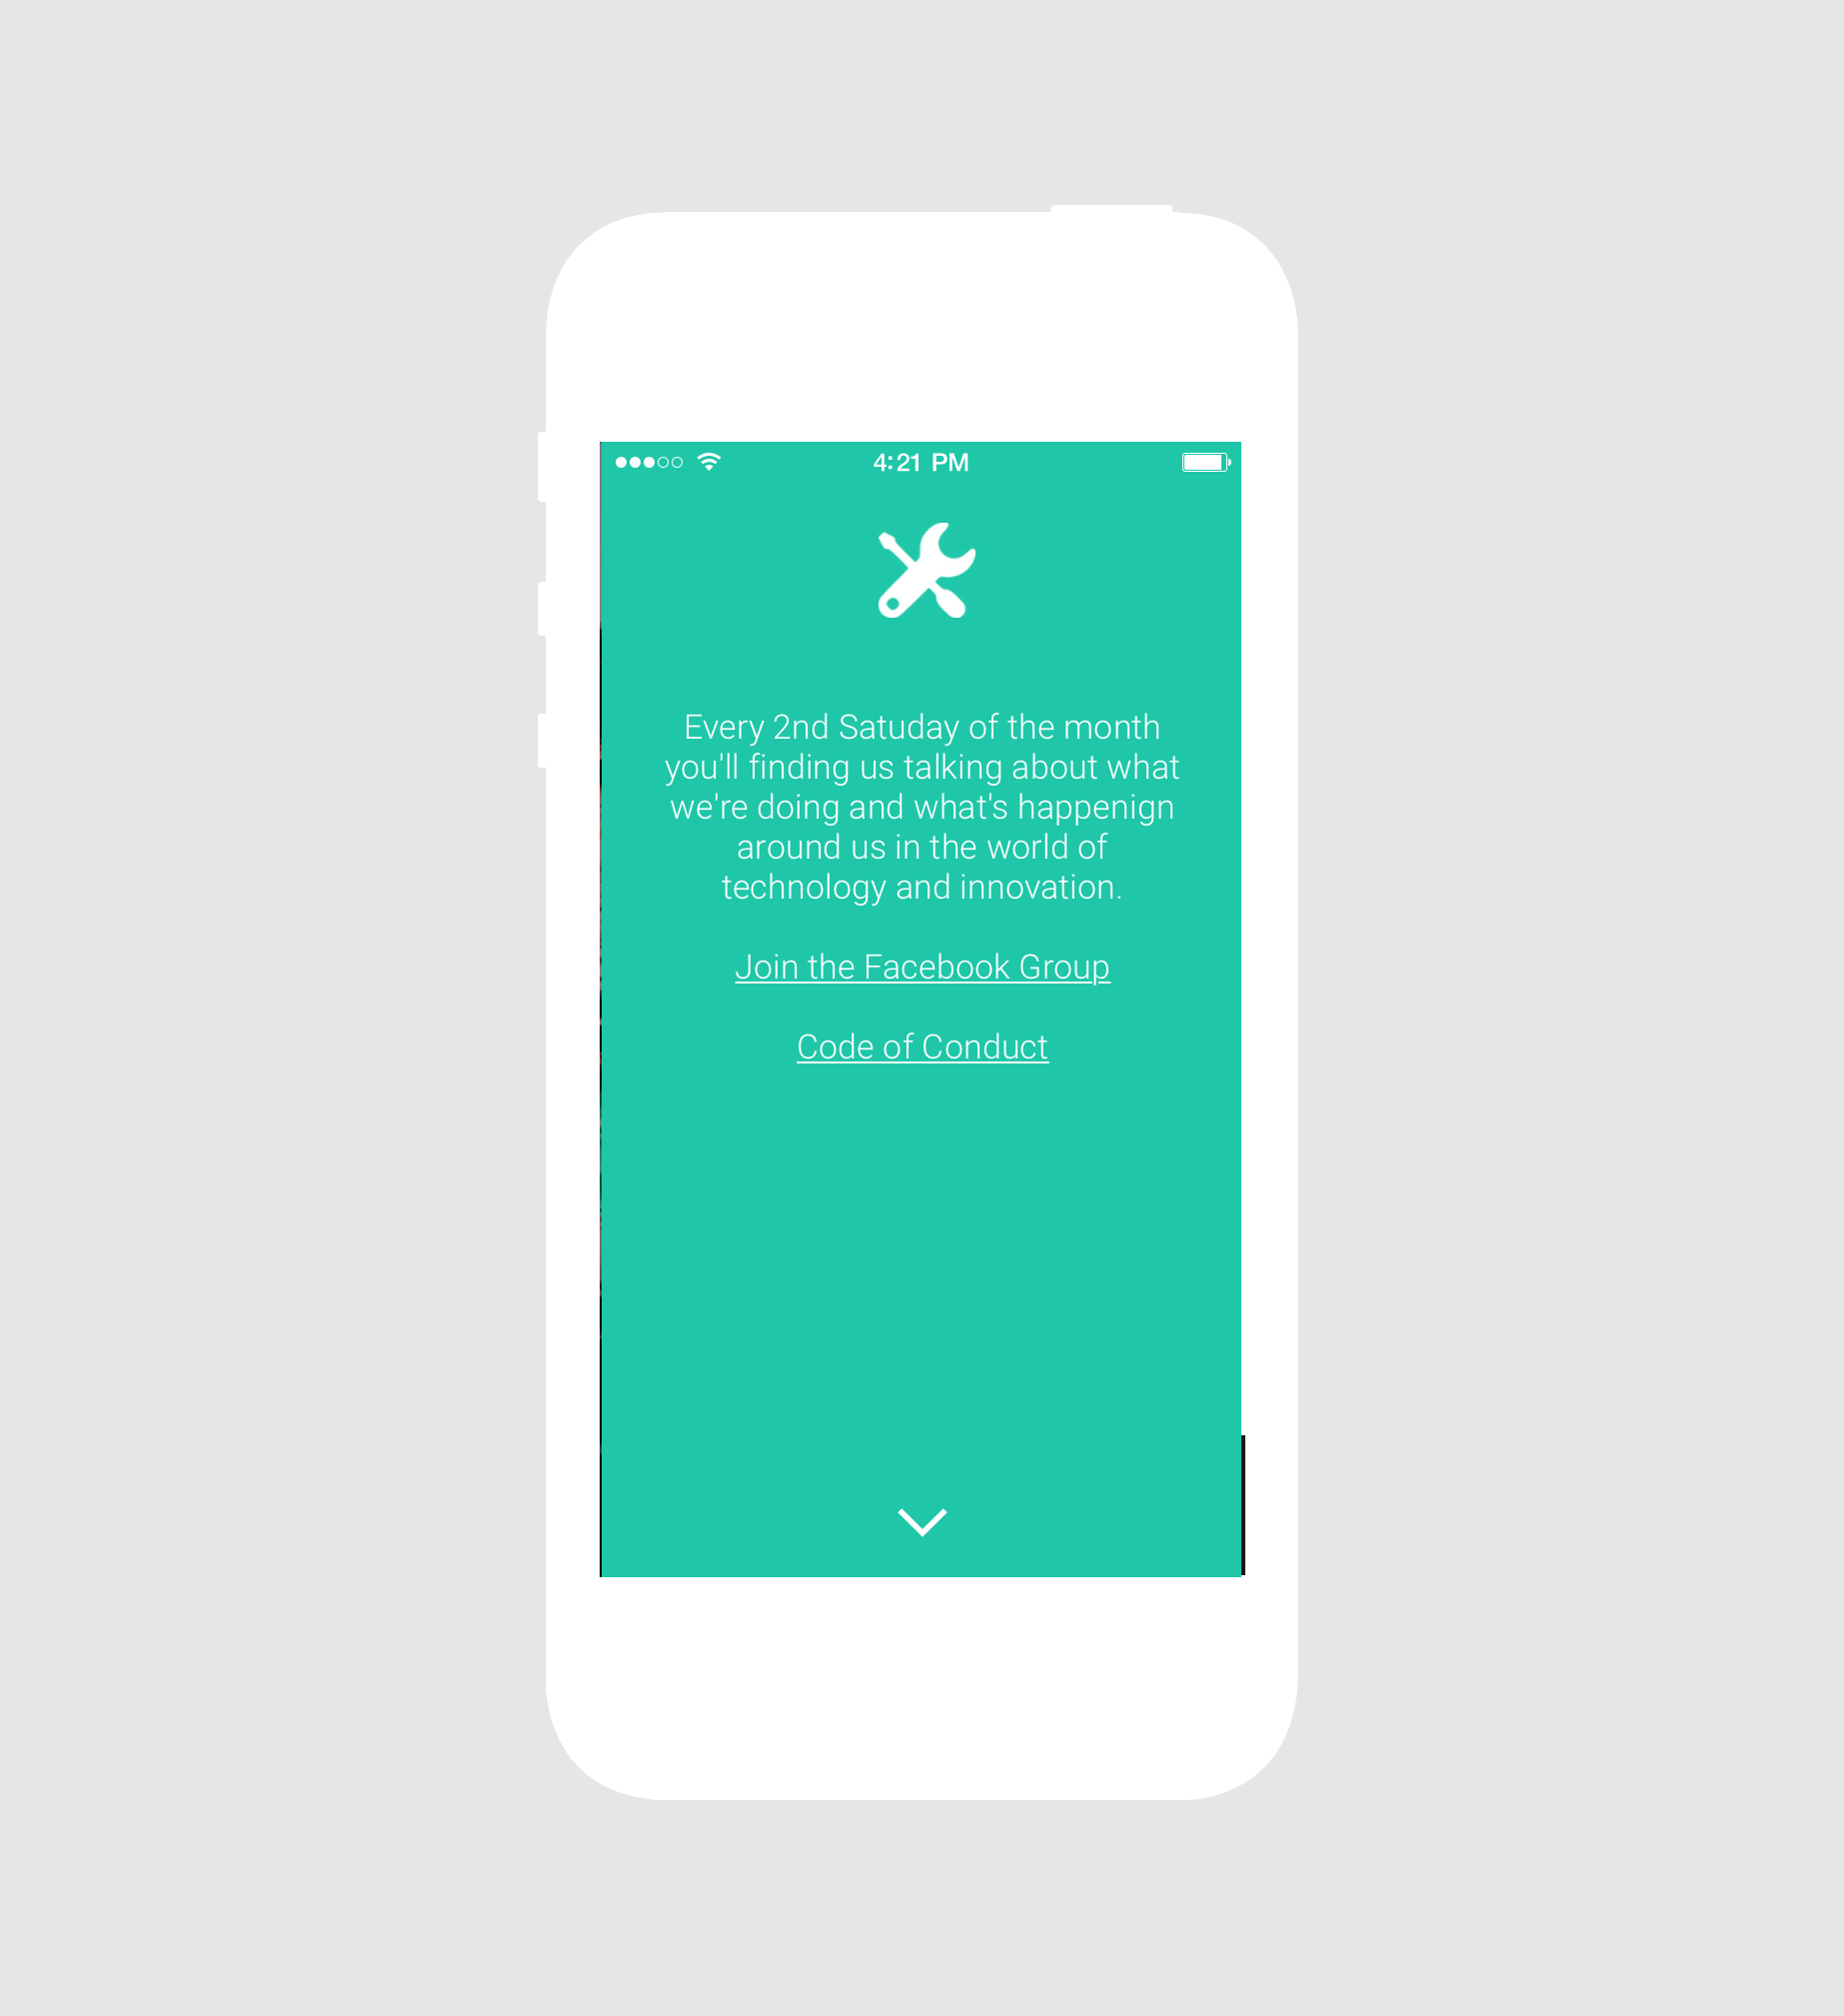 4:21 PM
Every 2nd Satuday of the month
you'll finding us talking about what
we're doing and what's happenign
around us in the world of
technology and innovation.
Join the Facebook Group
Code of Conduct